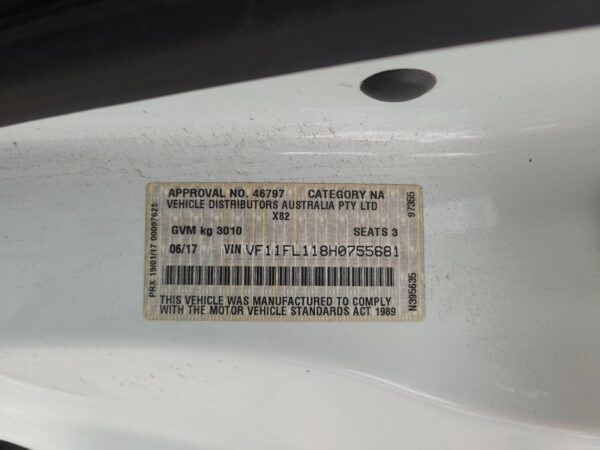 APPROVAL NO. 46797 CATEGORY NA
VEHICLE DISTRIBUTORS AUSTRALIA PTY LTD
X82
GVM kg 3010 SEATS 3
06/17 VIN VF11FL118H0755681
THIS VEHICLE WAS MANUFACTURED TO COMPLY
WITH THE MOTOR VEHICLE STANDARDS ACT 1989
PRX 19/01/17 00097625
N395635 97355